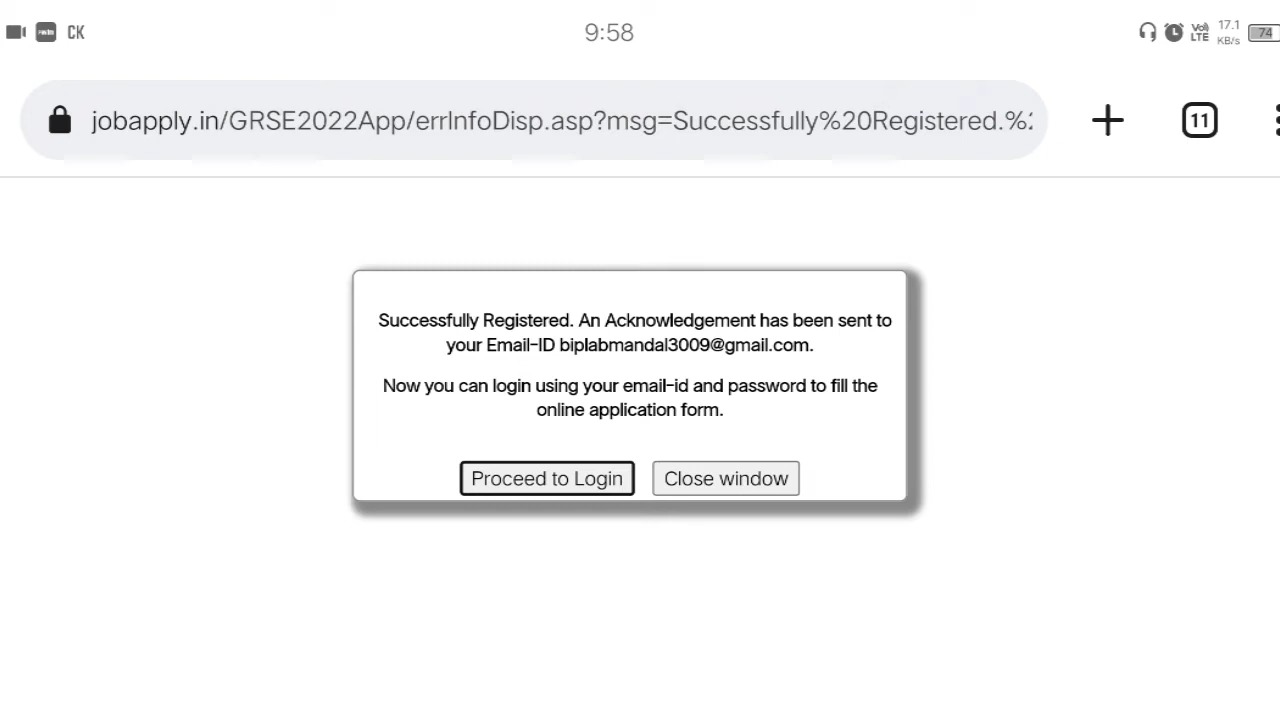 CK
9:58
Vo)
LTE
17.1
KB/s
74
jobapply.in/GRSE2022App/errInfoDisp.asp?msg=Successfully%20Registered.%2
11
Successfully Registered. An Acknowledgement has been sent to
your Email-ID biplabmandal3009@gmail.com.
Now you can login using your email-id and password to fill the
online application form.
Proceed to Login
Close window